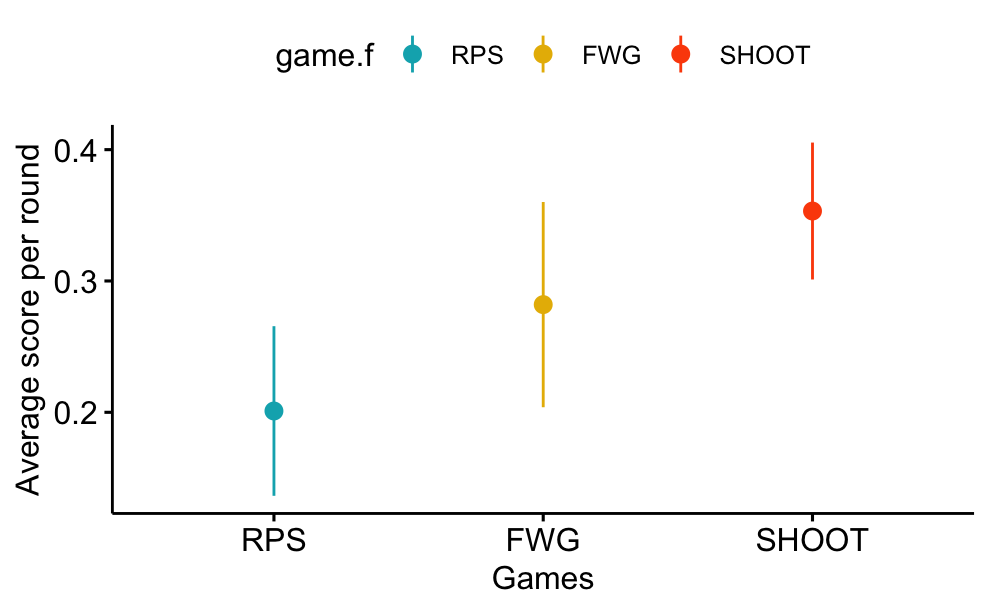 game.f RPS FWG SHOOT
Average score per round
0.4
0.3
0.2
RPS FWG SHOOT
Games